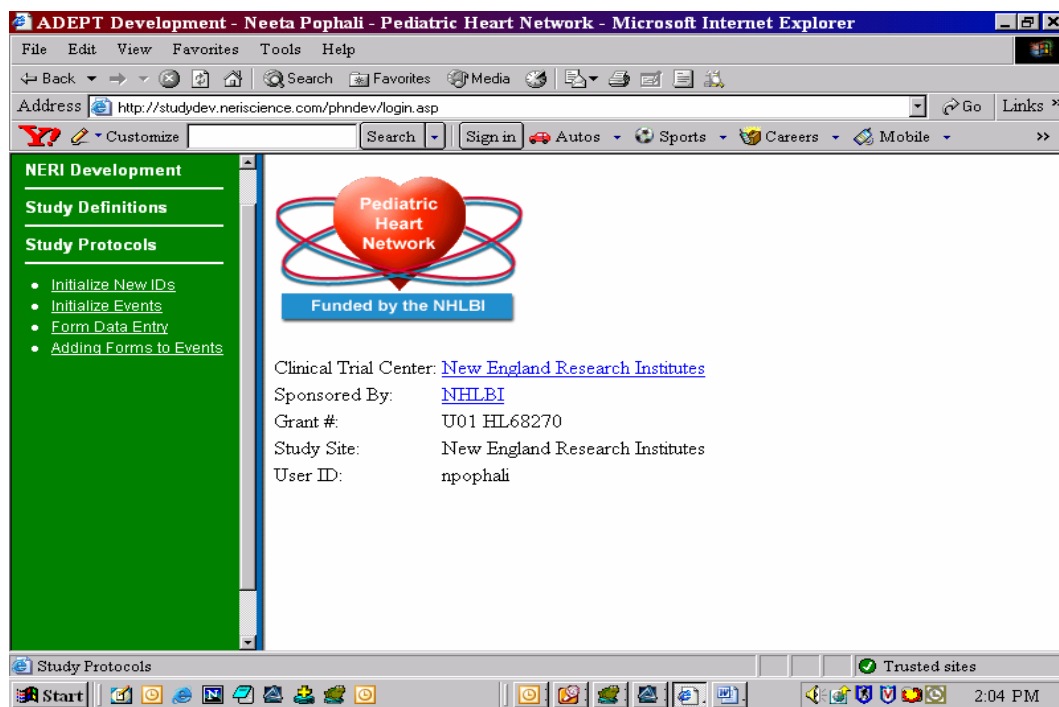 ADEPT Development - Neeta Pophali - Pediatric Heart Network - Microsoft Internet Explorer
File Edit View Favorites Tools Help
Back Search Favorites Media
Address http://studydev.neriscience.com/phndev/login.asp Go Links »
Y! Customize Search Sign in Autos Sports Careers Mobile »
NERI Development
Study Definitions
Study Protocols
• Initialize New IDs
• Initialize Events
• Form Data Entry
• Adding Forms to Events
Pediatric
Heart
Network
Funded by the NHLBI
Clinical Trial Center: New England Research Institutes
Sponsored By: NHLBI
Grant #: U01 HL68270
Study Site: New England Research Institutes
User ID: npophali
Study Protocols Trusted sites
Start 2:04 PM